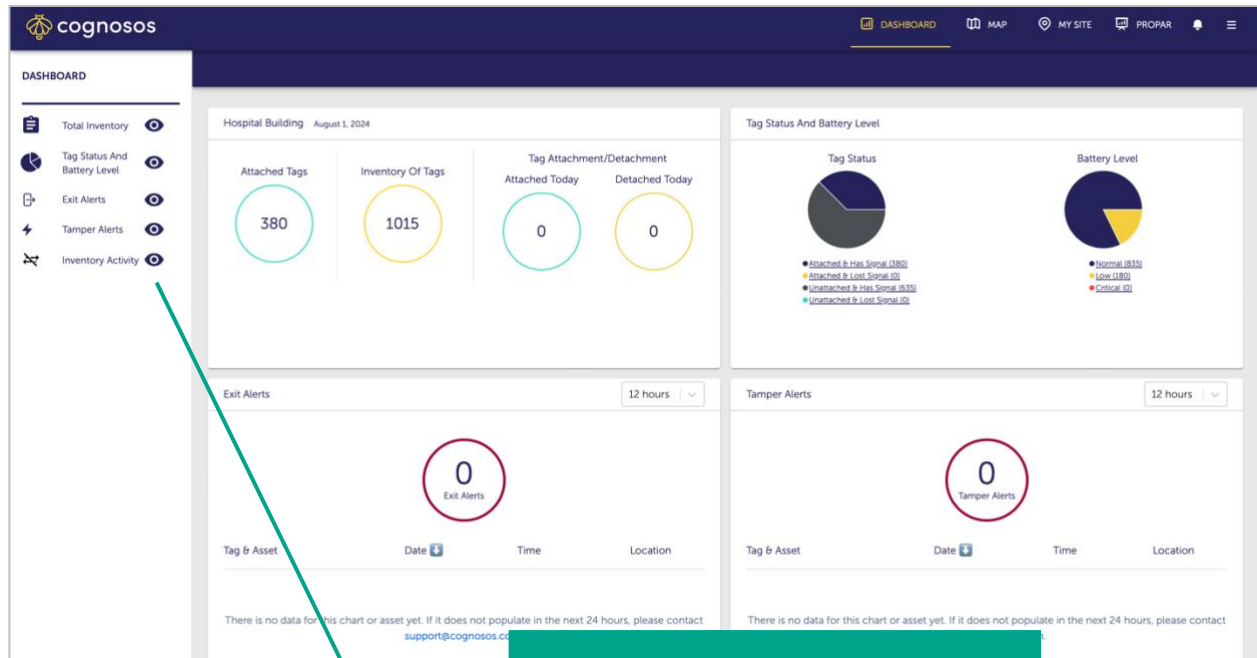 cognosos
DASHBOARD
MAP
MY SITE
PROPAR
DASHBOARD
Total Inventory
Tag Status And
Battery Level
Exit Alerts
Tamper Alerts
Inventory Activity
Hospital Building August 1, 2024
Attached Tags
380
Inventory Of Tags
1015
Tag Attachment/Detachment
Attached Today
0
Detached Today
0
Tag Status And Battery Level
Tag Status
Attached & Has Signal (380)
Attached & Lost Signal (0)
Unattached & Has Signal (635)
Unattached & Lost Signal (0)
Battery Level
Normal (835)
Low (180)
Critical (0)
Exit Alerts
12 hours
0
Exit Alerts
Tag & Asset Date Time Location
There is no data for this chart or asset yet. If it does not populate in the next 24 hours, please contact
support@cognosos.co
Tamper Alerts
12 hours
0
Tamper Alerts
Tag & Asset Date Time Location
There is no data for this chart or asset yet. If it does not populate in the next 24 hours, please contact